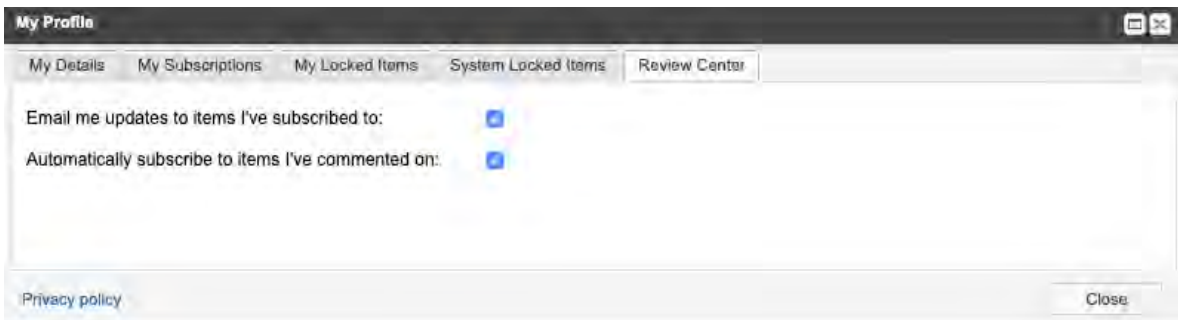 My Profile
My Details My Subscriptions My Locked Items System Locked Items Review Center
Email me updates to items I've subscribed to:
Automatically subscribe to items I've commented on:
Privacy policy Close